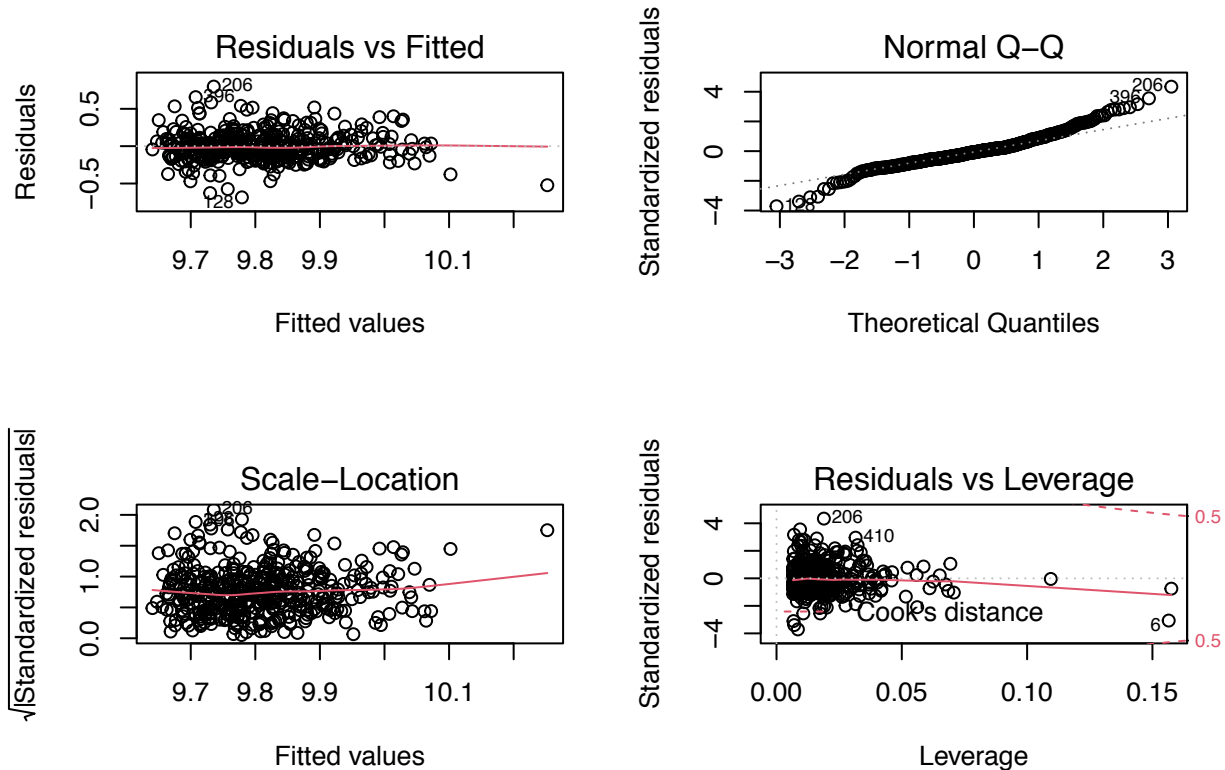 Residuals vs Fitted
Residuals
0.5
−0.5
206
396
128
9.7 9.8 9.9 10.1
Fitted values
Normal Q−Q
Standardized residuals
4
0
−4
206
396
128
−3 −2 −1 0 1 2 3
Theoretical Quantiles
Scale−Location
√|Standardized residuals|
2.0
1.0
0.0
206
396
9.7 9.8 9.9 10.1
Fitted values
Residuals vs Leverage
Standardized residuals
4
0
−4
206
410
6
Cook's distance
0.5
0.5
0.00 0.05 0.10 0.15
Leverage